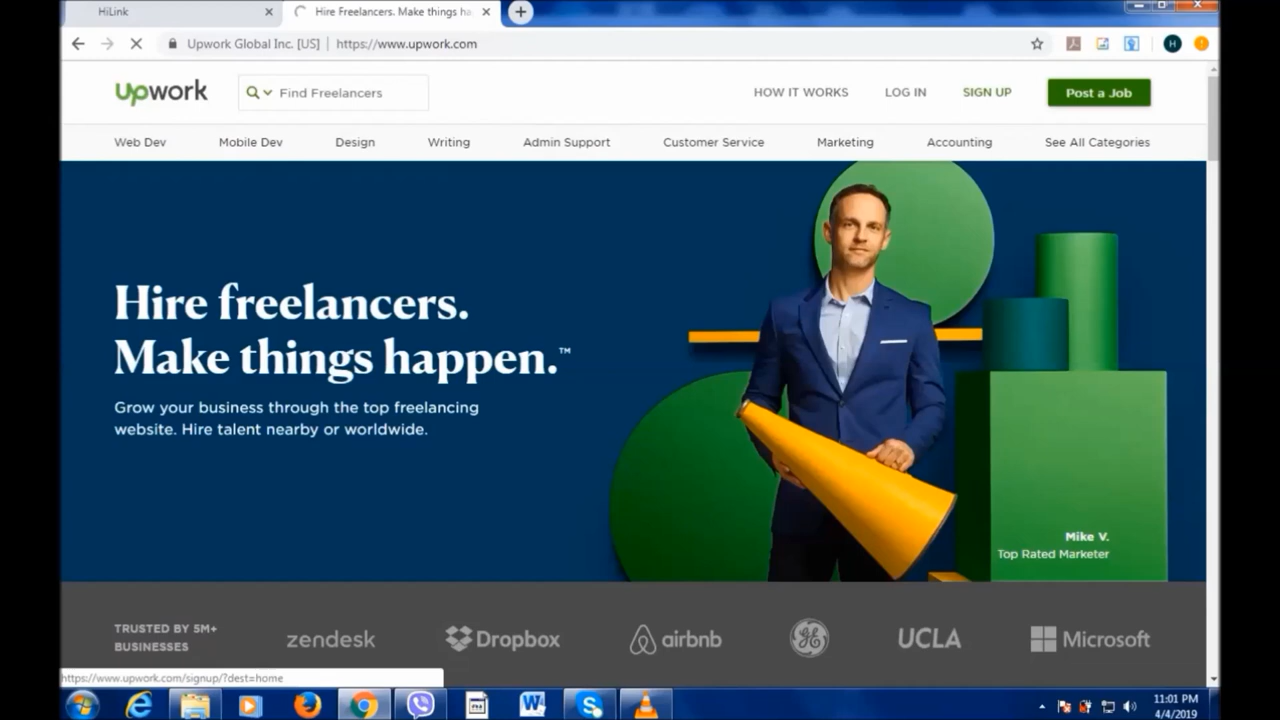 HiLink
Hire Freelancers. Make things ha
Upwork Global Inc. [US] | https://www.upwork.com
H
upwork
Find Freelancers
HOW IT WORKS
LOG IN
SIGN UP
Post a Job
Web Dev
Mobile Dev
Design
Writing
Admin Support
Customer Service
Marketing
Accounting
See All Categories
Hire freelancers.
Make things happen.™
Grow your business through the top freelancing
website. Hire talent nearby or worldwide.
Mike V.
Top Rated Marketer
TRUSTED BY 5M+
BUSINESSES
zendesk
Dropbox
airbnb
GE
UCLA
Microsoft
https://www.upwork.com/signup/?dest=home
11:01 PM
4/4/2019